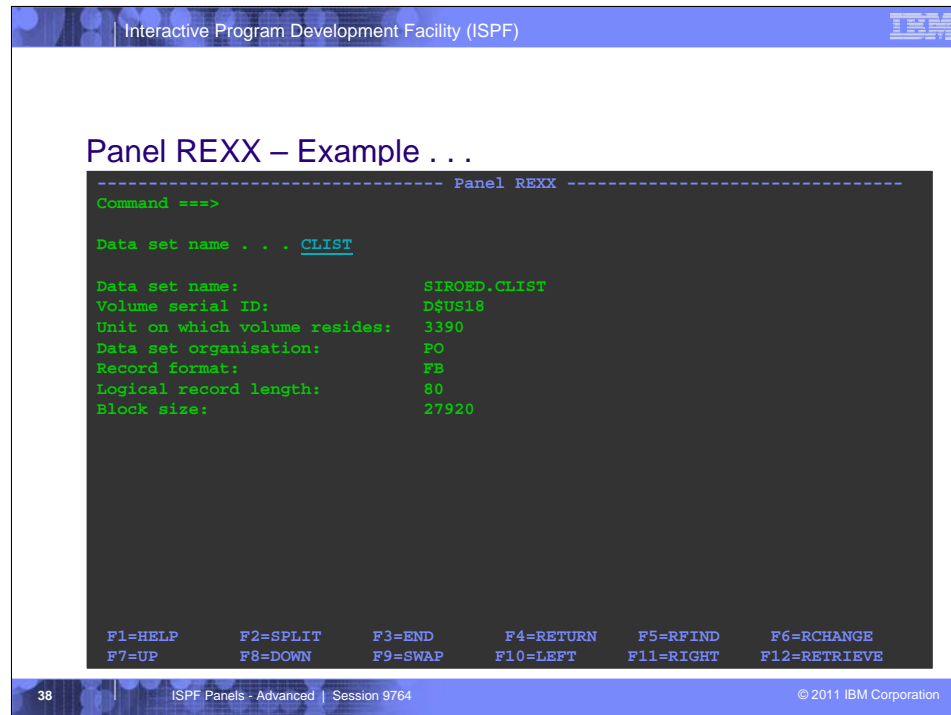 Interactive Program Development Facility (ISPF)
IBM
Panel REXX – Example . . .
---------------------------------- Panel REXX ---------------------------------
Command ===>
Data set name . . . CLIST
Data set name: SIROED.CLIST
Volume serial ID: D$US18
Unit on which volume resides: 3390
Data set organisation: PO
Record format: FB
Logical record length: 80
Block size: 27920
F1=HELP F2=SPLIT F3=END F4=RETURN F5=RFIND F6=RCHANGE
F7=UP F8=DOWN F9=SWAP F10=LEFT F11=RIGHT F12=RETRIEVE
38 ISPF Panels - Advanced | Session 9764 © 2011 IBM Corporation